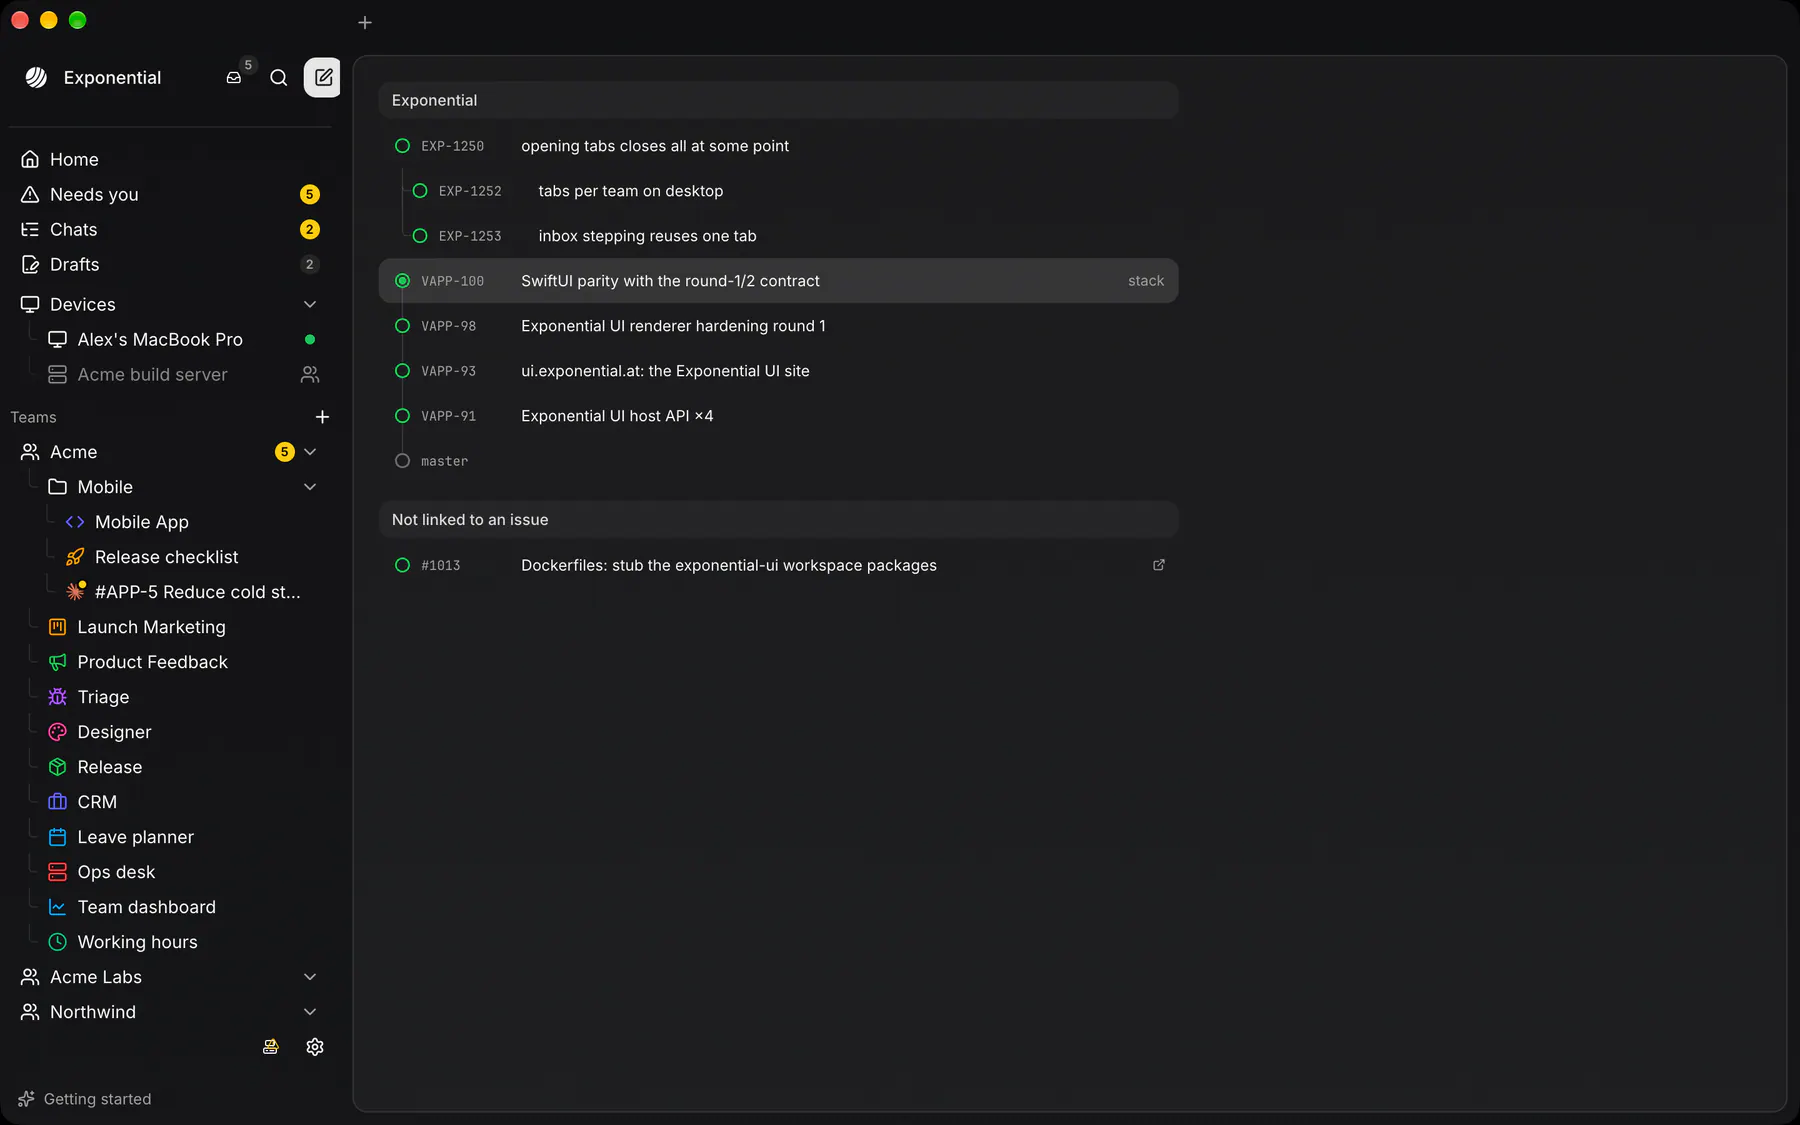 Exponential
5
Home
Needs you
5
Chats
2
Drafts
2
Devices
Alex's MacBook Pro
Acme build server
Teams
Acme
5
Mobile
Mobile App
Release checklist
#APP-5 Reduce cold st...
Launch Marketing
Product Feedback
Triage
Designer
Release
CRM
Leave planner
Ops desk
Team dashboard
Working hours
Acme Labs
Northwind
Getting started
Exponential
EXP-1250 opening tabs closes all at some point
EXP-1252 tabs per team on desktop
EXP-1253 inbox stepping reuses one tab
VAPP-100 SwiftUI parity with the round-1/2 contract stack
VAPP-98 Exponential UI renderer hardening round 1
VAPP-93 ui.exponential.at: the Exponential UI site
VAPP-91 Exponential UI host API ×4
master
Not linked to an issue
#1013 Dockerfiles: stub the exponential-ui workspace packages